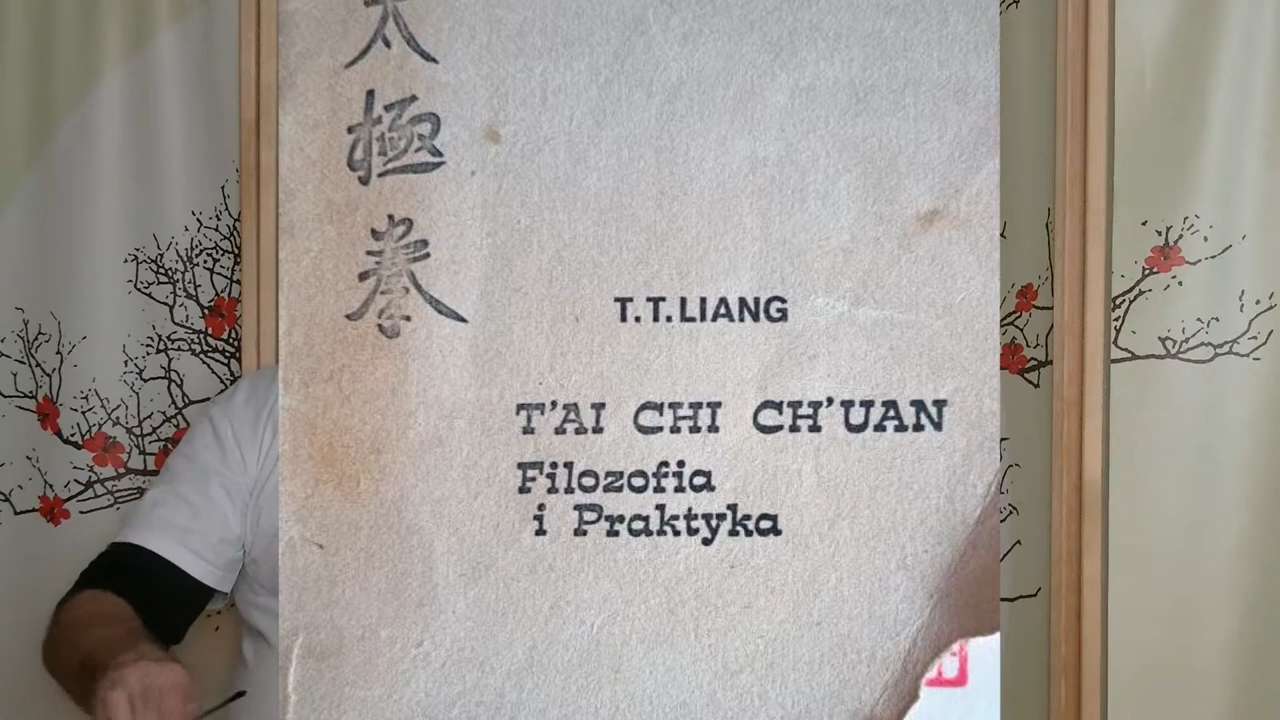 太極拳
T.T.LIANG
T'AI CHI CH'UAN
Filozofia
i Praktyka